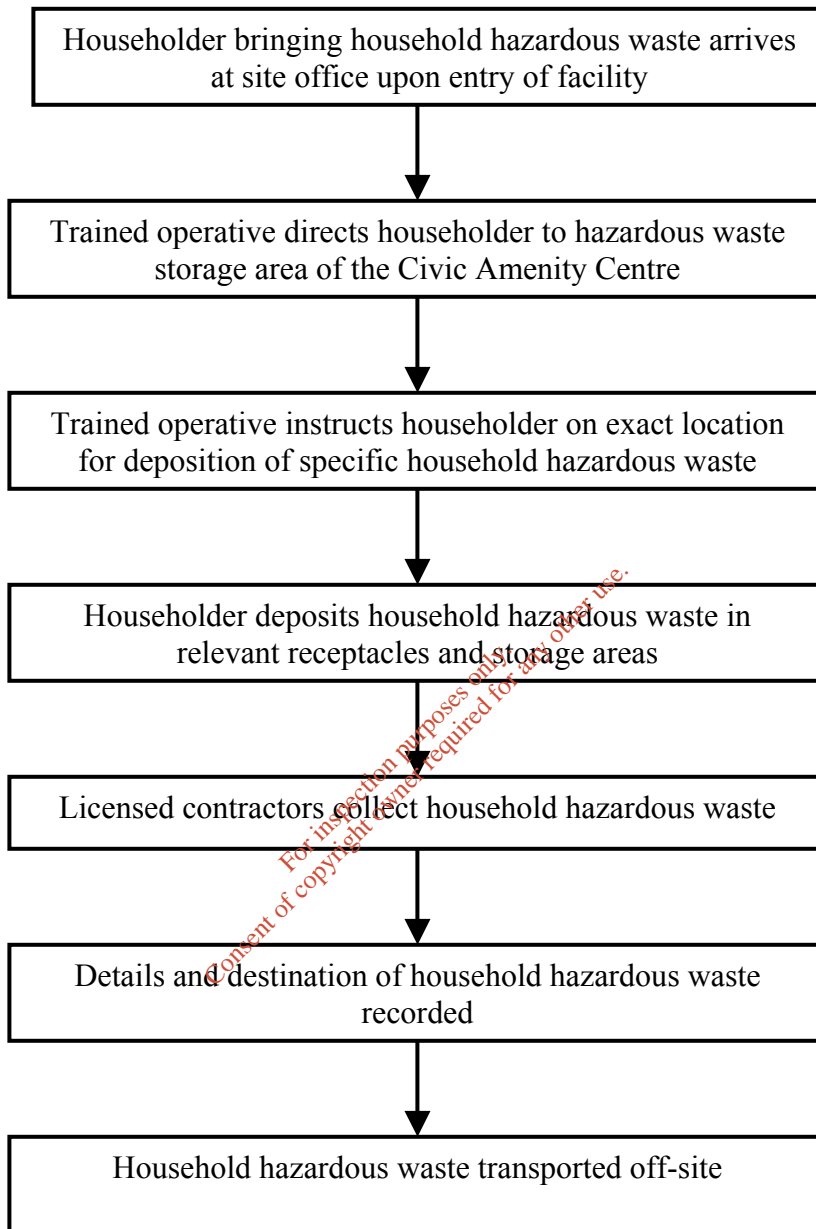 Householder bringing household hazardous waste arrives
at site office upon entry of facility
Trained operative directs householder to hazardous waste
storage area of the Civic Amenity Centre
Trained operative instructs householder on exact location
for deposition of specific household hazardous waste
Householder deposits household hazardous waste in
relevant receptacles and storage areas
For inspection purposes only.
Consent of copyright owner required for any other use.
Licensed contractors collect household hazardous waste
Details and destination of household hazardous waste
recorded
Household hazardous waste transported off-site